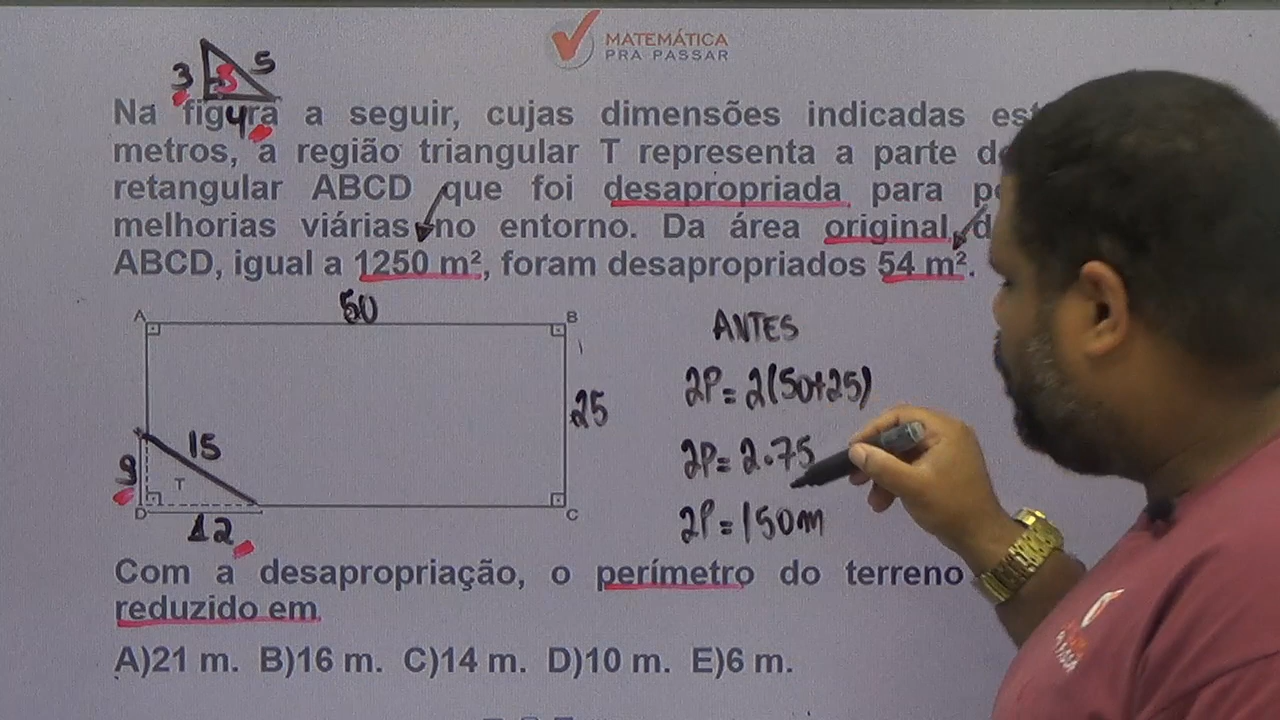 MATEMÁTICA
PRA PASSAR
3 5 5
4
Na figura a seguir, cujas dimensões indicadas
metros, a região triangular T representa a parte
retangular ABCD que foi desapropriada para
melhorias viárias no entorno. Da área original
ABCD, igual a 1250 m², foram desapropriados 54 m².
50
A B
ANTES
2P = 2(50+25)
25
15
9
T
2P = 2.75
D C
12
2P = 150m
Com a desapropriação, o perímetro do terreno
reduzido em
A)21 m. B)16 m. C)14 m. D)10 m. E)6 m.